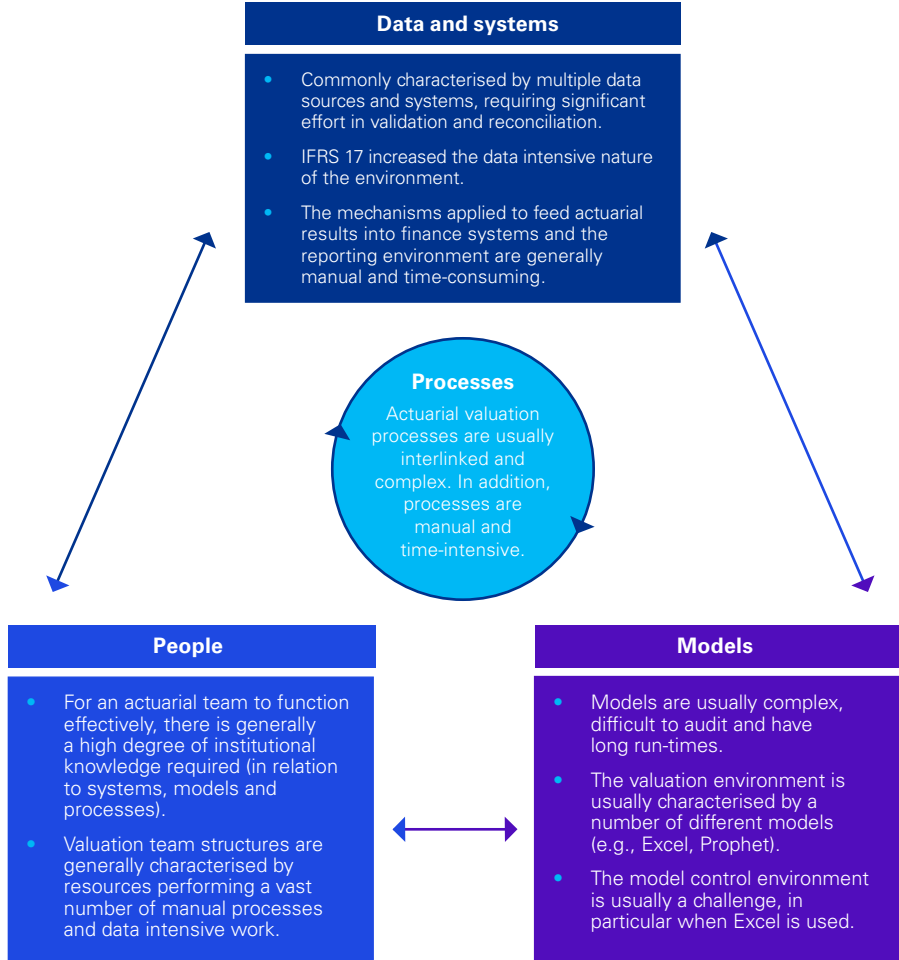 Data and systems
• Commonly characterised by multiple data
sources and systems, requiring significant
effort in validation and reconciliation.
• IFRS 17 increased the data intensive nature
of the environment.
• The mechanisms applied to feed actuarial
results into finance systems and the
reporting environment are generally
manual and time-consuming.
Processes
Actuarial valuation
processes are usually
interlinked and
complex. In addition,
processes are
manual and
time-intensive.
People
• For an actuarial team to function
effectively, there is generally
a high degree of institutional
knowledge required (in relation
to systems, models and
processes).
• Valuation team structures are
generally characterised by
resources performing a vast
number of manual processes
and data intensive work.
Models
• Models are usually complex,
difficult to audit and have
long run-times.
• The valuation environment is
usually characterised by a
number of different models
(e.g., Excel, Prophet).
• The model control environment
is usually a challenge, in
particular when Excel is used.